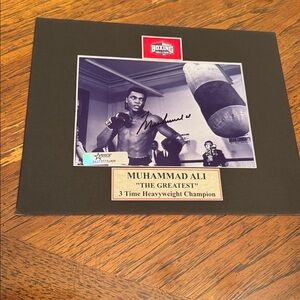 BOXING
MUHAMMAD ALI
"THE GREATEST"
3 Time Heavyweight Champion